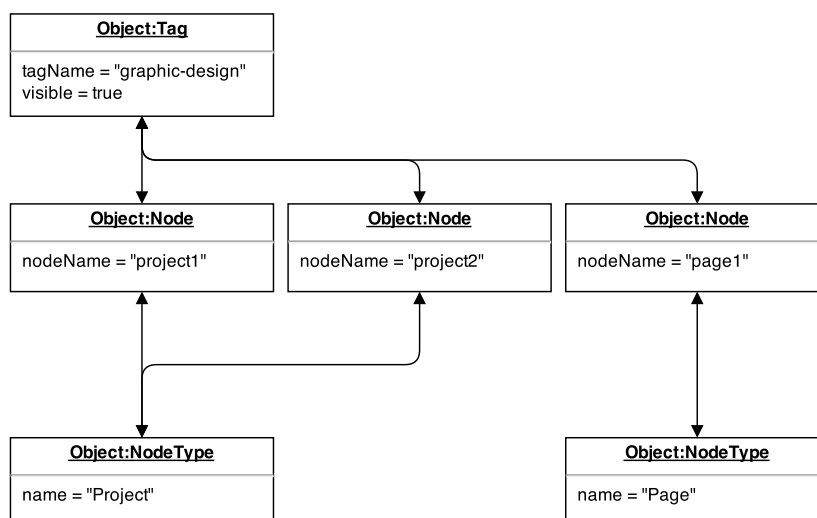 Object:Tag
tagName = "graphic-design"
visible = true
Object:Node
nodeName = "project1"
Object:Node
nodeName = "project2"
Object:Node
nodeName = "page1"
Object:NodeType
name = "Project"
Object:NodeType
name = "Page"